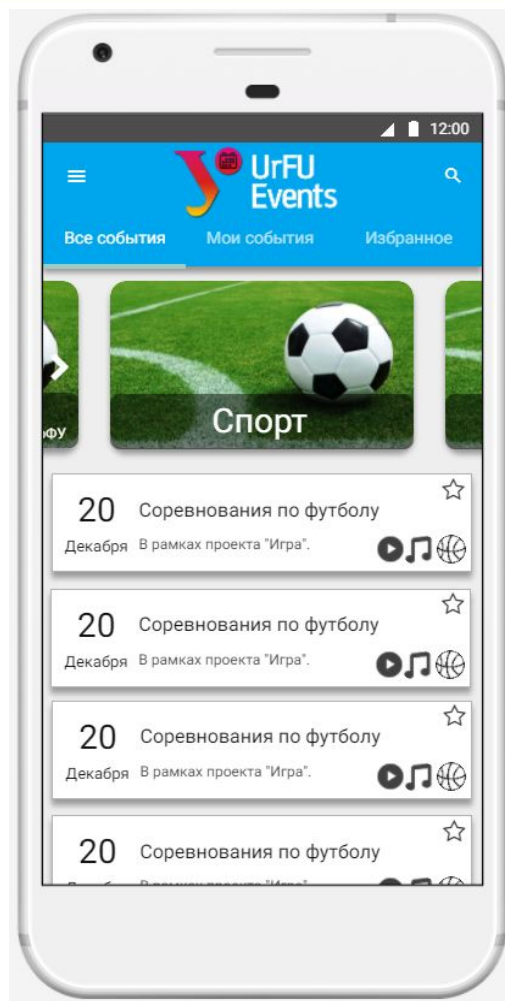 12:00
UrFU
Events
Все события Мои события Избранное
Спорт
20
Соревнования по футболу
Декабря
В рамках проекта "Игра".
20
Соревнования по футболу
Декабря
В рамках проекта "Игра".
20
Соревнования по футболу
Декабря
В рамках проекта "Игра".
20
Соревнования по футболу